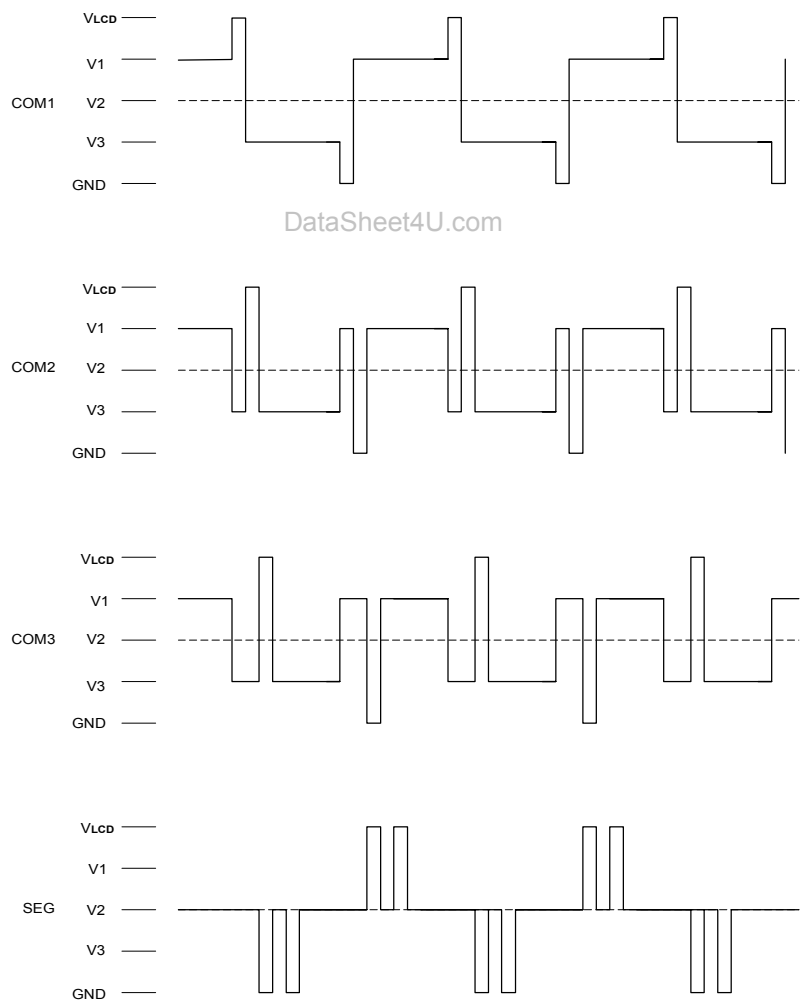 VLCD
V1
COM1 V2
V3
GND
DataSheet4U.com
VLCD
V1
COM2 V2
V3
GND
VLCD
V1
COM3 V2
V3
GND
VLCD
V1
SEG V2
V3
GND